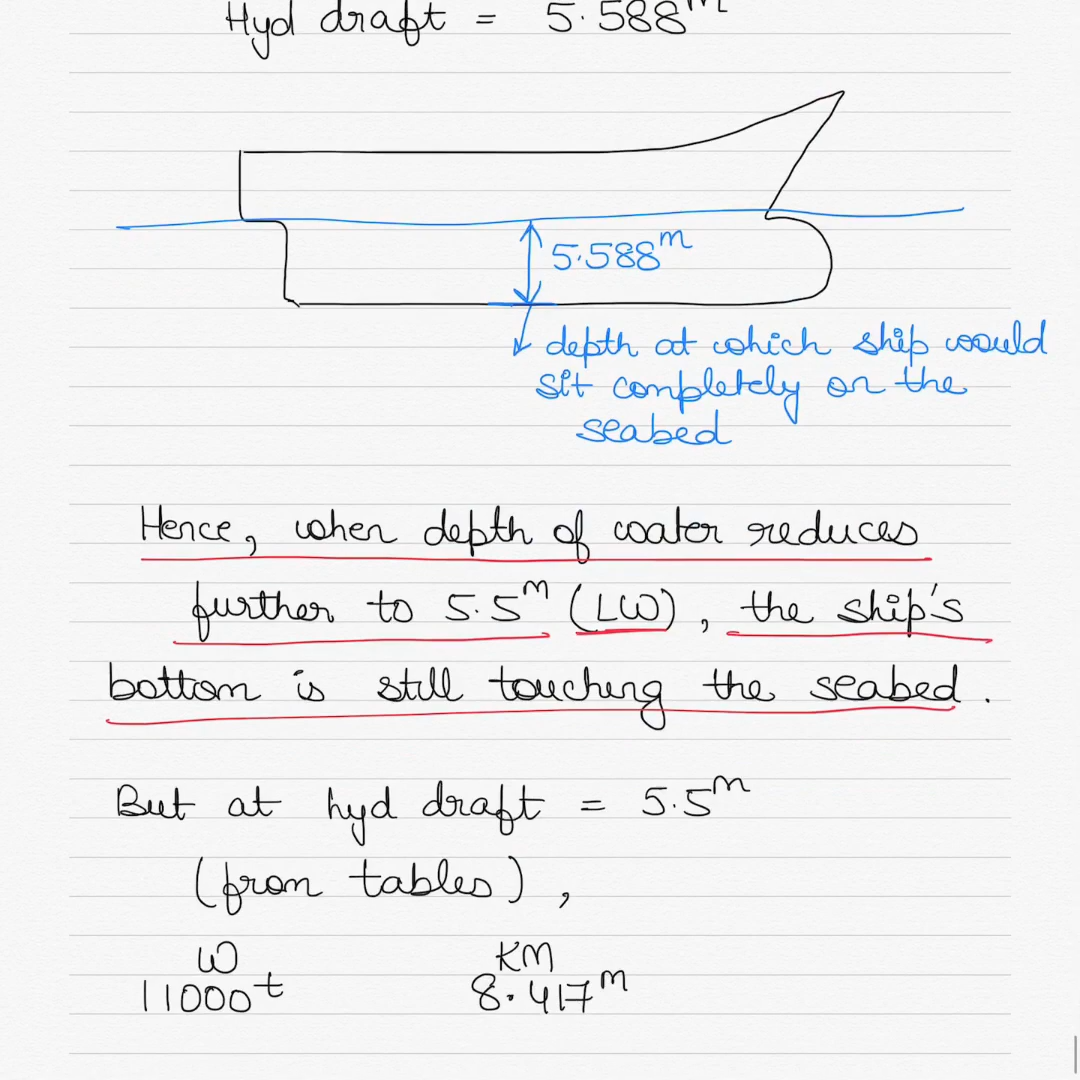 Hyd draft = 5.588m
5.588m
depth at which ship would
sit completely on the
seabed
Hence, when depth of water reduces
further to 5.5m (LW), the ship's
bottom is still touching the seabed.
But at hyd draft = 5.5m
(from tables),
W KM
11000t 8.417m